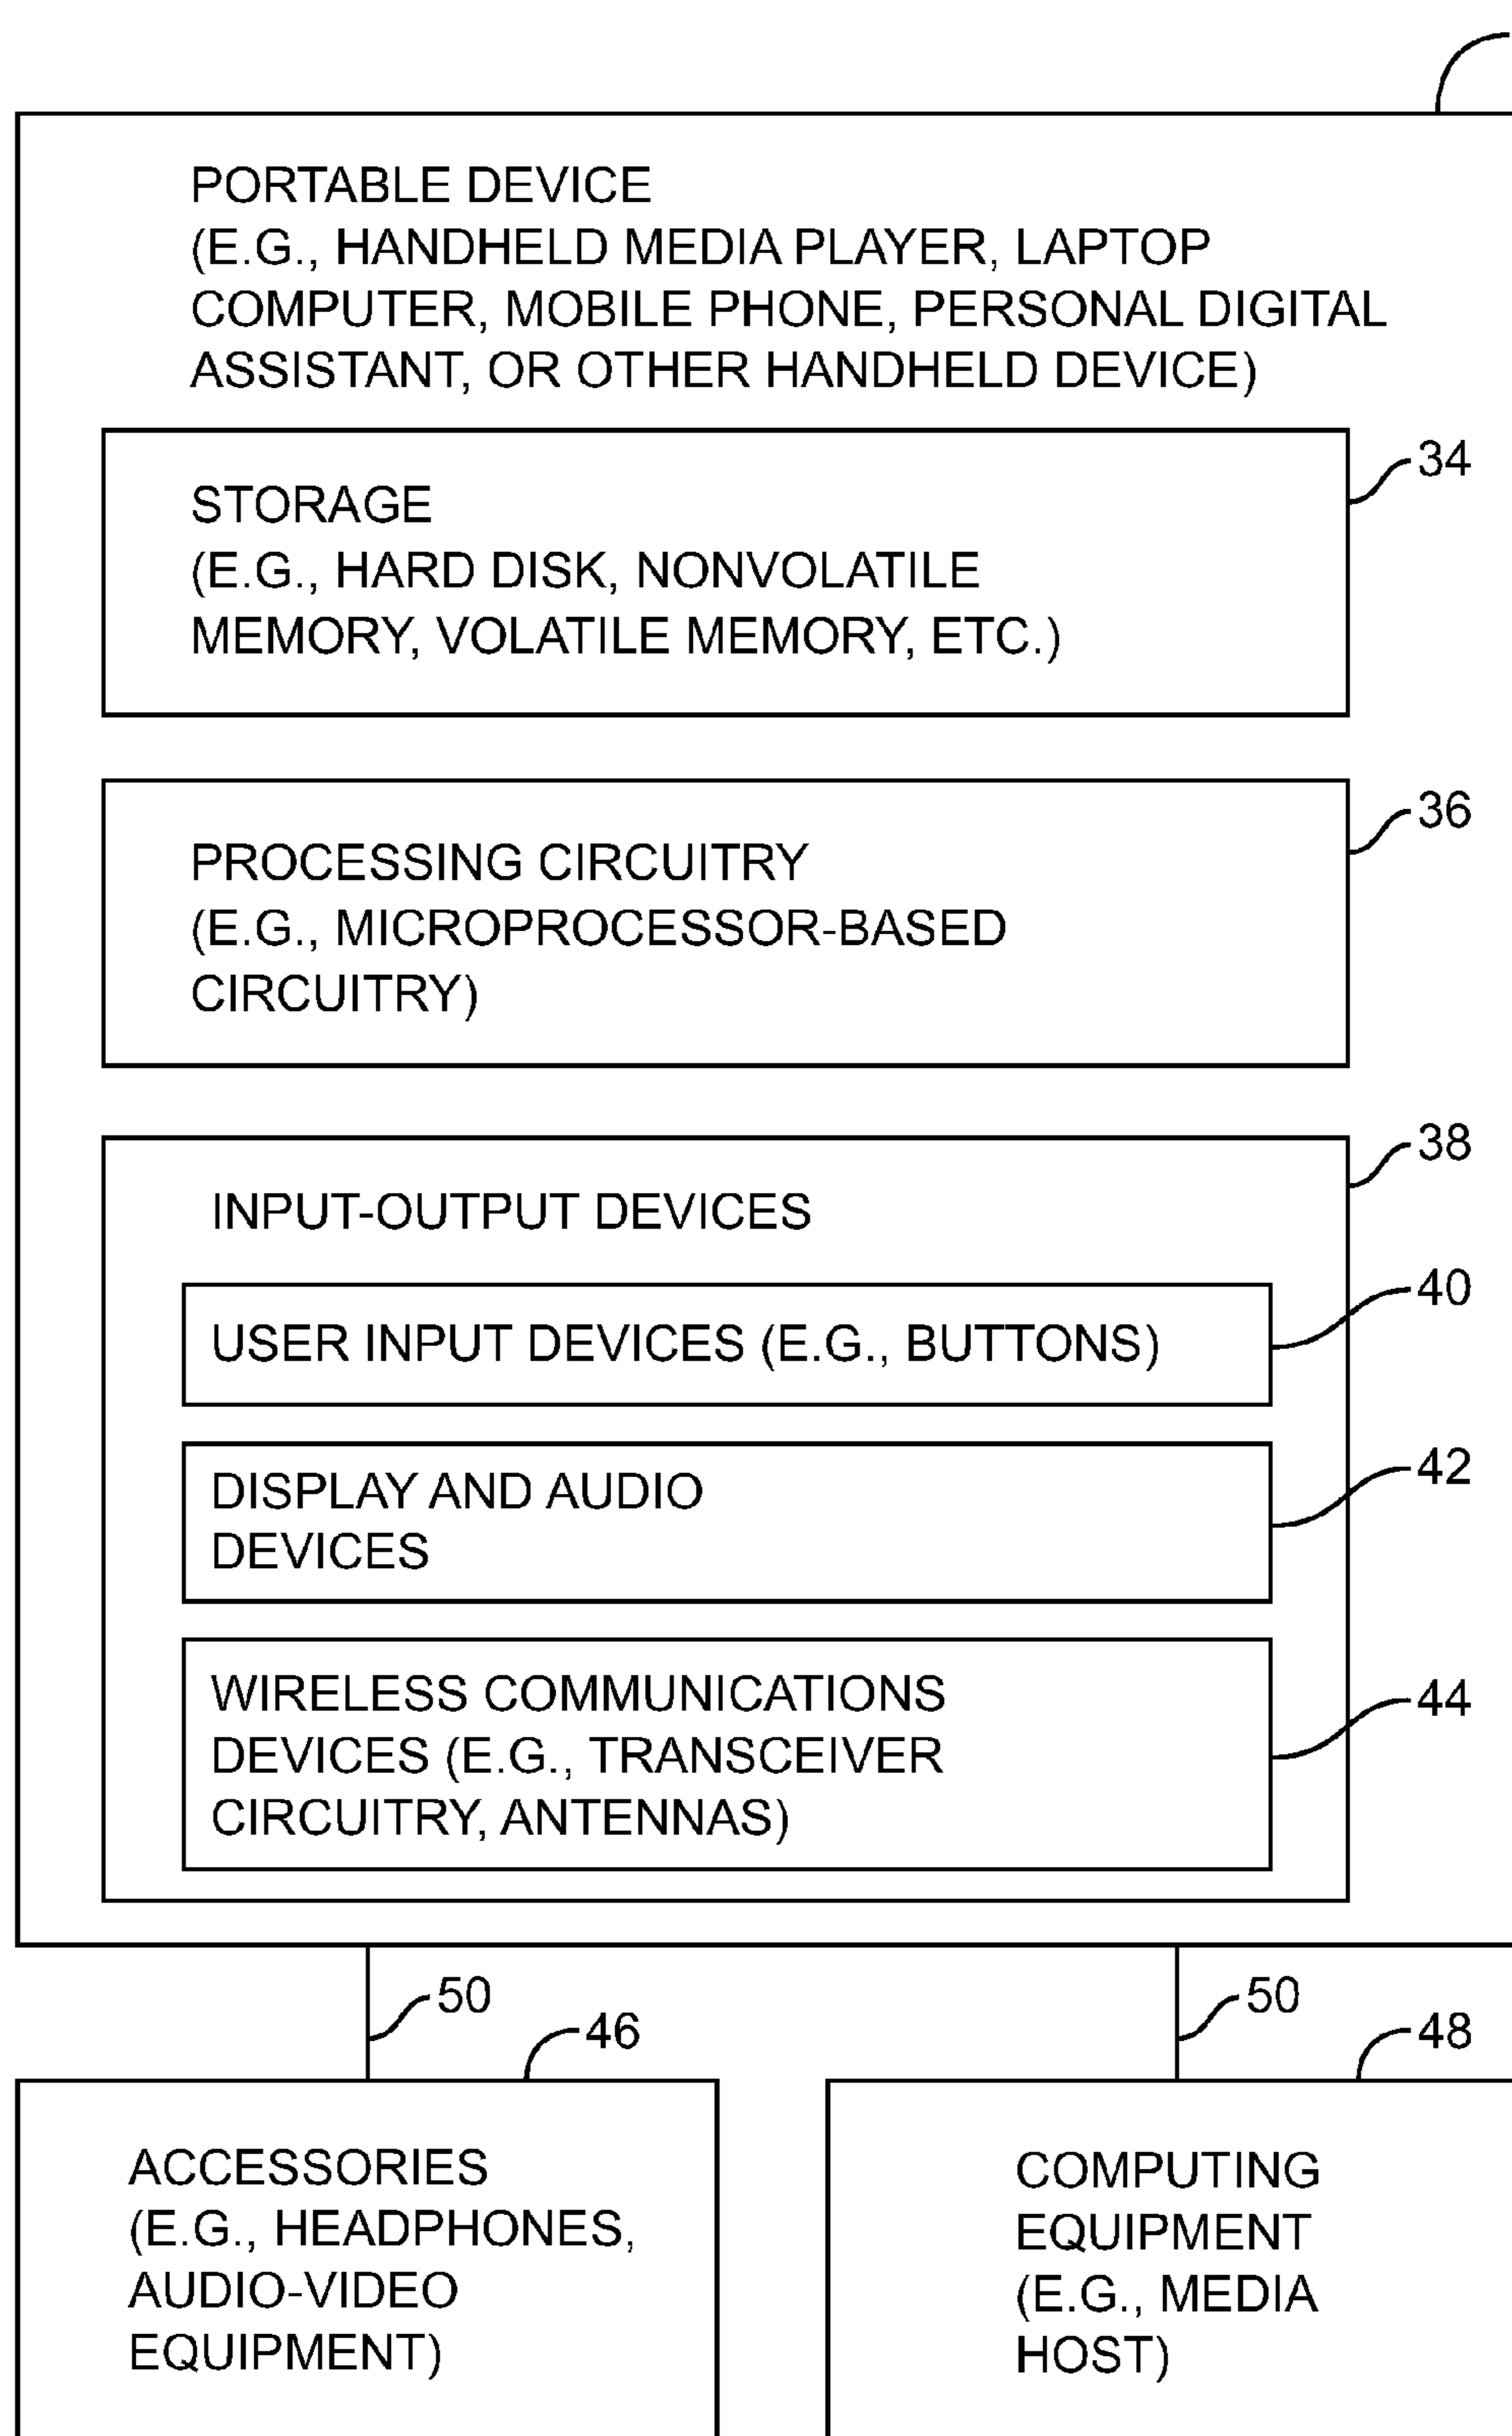 PORTABLE DEVICE
(E.G., HANDHELD MEDIA PLAYER, LAPTOP
COMPUTER, MOBILE PHONE, PERSONAL DIGITAL
ASSISTANT, OR OTHER HANDHELD DEVICE)
34
STORAGE
(E.G., HARD DISK, NONVOLATILE
MEMORY, VOLATILE MEMORY, ETC.)
36
PROCESSING CIRCUITRY
(E.G., MICROPROCESSOR-BASED
CIRCUITRY)
38
INPUT-OUTPUT DEVICES
40
USER INPUT DEVICES (E.G., BUTTONS)
42
DISPLAY AND AUDIO
DEVICES
44
WIRELESS COMMUNICATIONS
DEVICES (E.G., TRANSCEIVER
CIRCUITRY, ANTENNAS)
50
50
46
48
ACCESSORIES
(E.G., HEADPHONES,
AUDIO-VIDEO
EQUIPMENT)
COMPUTING
EQUIPMENT
(E.G., MEDIA
HOST)